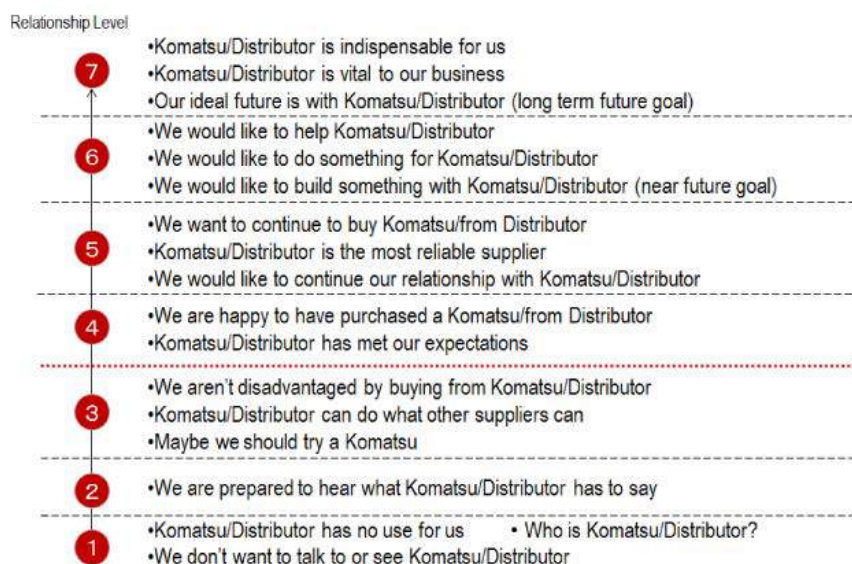 Relationship Level
7
•Komatsu/Distributor is indispensable for us
•Komatsu/Distributor is vital to our business
•Our ideal future is with Komatsu/Distributor (long term future goal)
6
•We would like to help Komatsu/Distributor
•We would like to do something for Komatsu/Distributor
•We would like to build something with Komatsu/Distributor (near future goal)
5
•We want to continue to buy Komatsu/from Distributor
•Komatsu/Distributor is the most reliable supplier
•We would like to continue our relationship with Komatsu/Distributor
4
•We are happy to have purchased a Komatsu/from Distributor
•Komatsu/Distributor has met our expectations
3
•We aren't disadvantaged by buying from Komatsu/Distributor
•Komatsu/Distributor can do what other suppliers can
•Maybe we should try a Komatsu
2
•We are prepared to hear what Komatsu/Distributor has to say
1
•Komatsu/Distributor has no use for us • Who is Komatsu/Distributor?
•We don't want to talk to or see Komatsu/Distributor